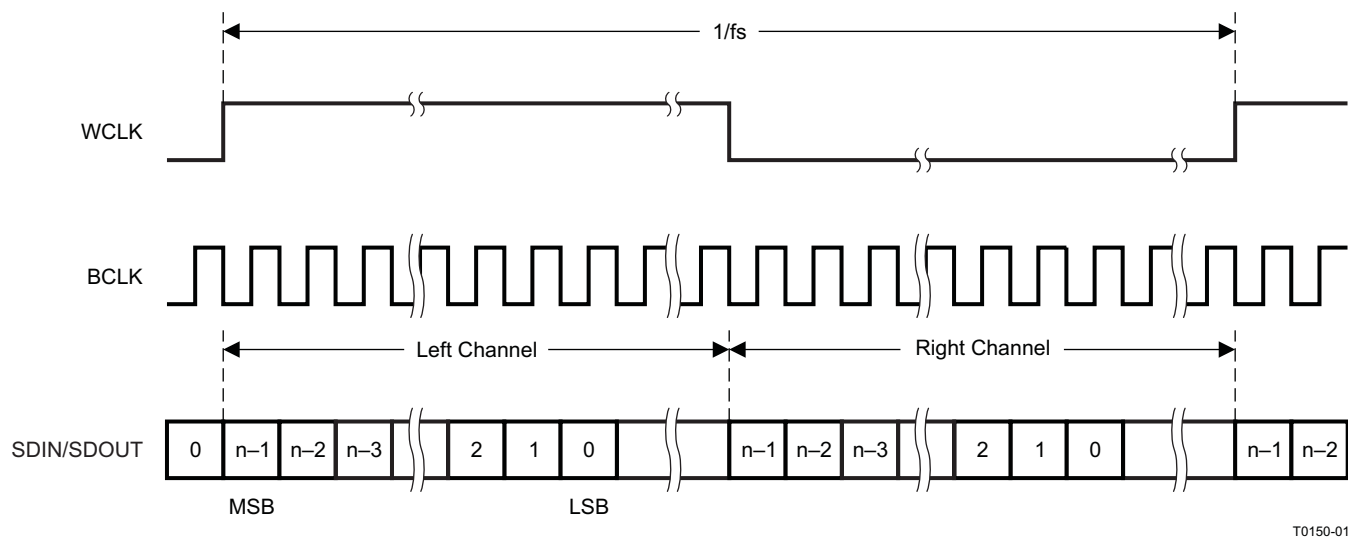 1/fs
WCLK
BCLK
Left Channel Right Channel
SDIN/SDOUT 0 n–1 n–2 n–3 2 1 0 n–1 n–2 n–3 2 1 0 n–1 n–2
MSB LSB
T0150-01